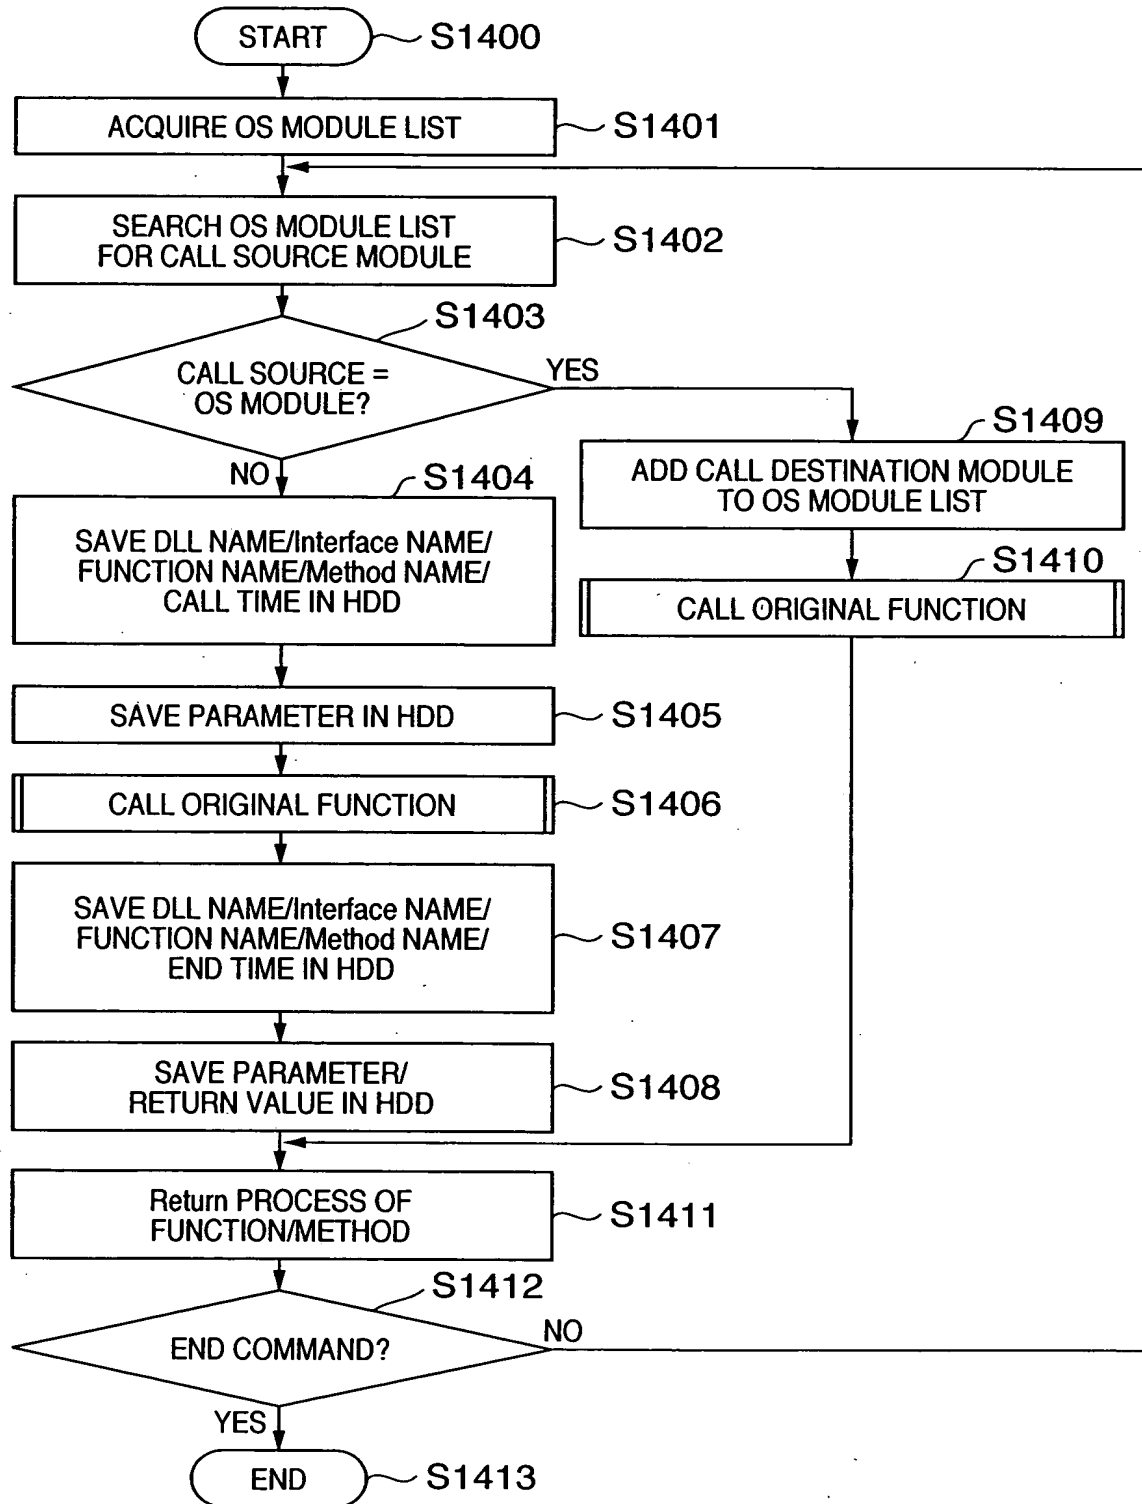 START
S1400
ACQUIRE OS MODULE LIST
S1401
SEARCH OS MODULE LIST
FOR CALL SOURCE MODULE
S1402
S1403
CALL SOURCE =
OS MODULE?
YES
NO
S1404
SAVE DLL NAME/Interface NAME/
FUNCTION NAME/Method NAME/
CALL TIME IN HDD
S1409
ADD CALL DESTINATION MODULE
TO OS MODULE LIST
S1410
CALL ORIGINAL FUNCTION
SAVE PARAMETER IN HDD
S1405
CALL ORIGINAL FUNCTION
S1406
SAVE DLL NAME/Interface NAME/
FUNCTION NAME/Method NAME/
END TIME IN HDD
S1407
SAVE PARAMETER/
RETURN VALUE IN HDD
S1408
Return PROCESS OF
FUNCTION/METHOD
S1411
S1412
END COMMAND?
NO
YES
END
S1413